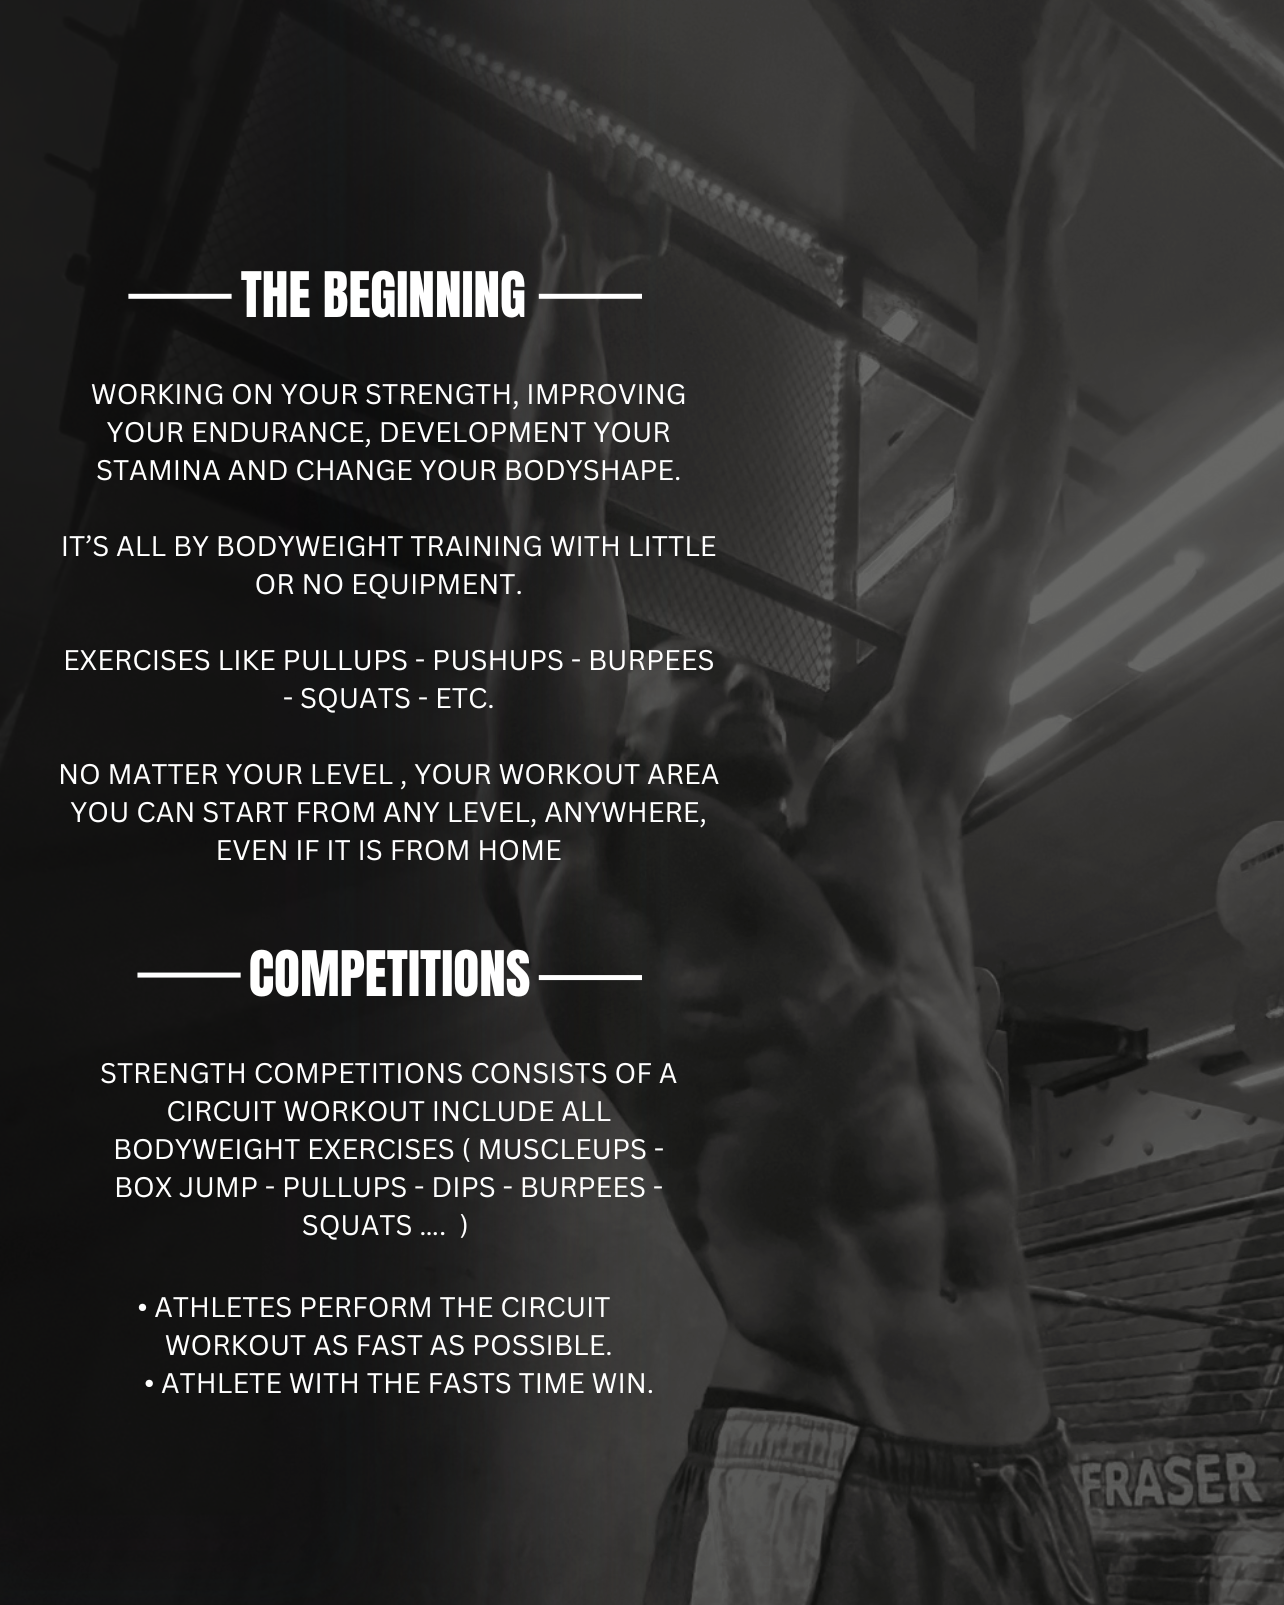 THE BEGINNING
WORKING ON YOUR STRENGTH, IMPROVING
YOUR ENDURANCE, DEVELOPMENT YOUR
STAMINA AND CHANGE YOUR BODYSHAPE.
IT’S ALL BY BODYWEIGHT TRAINING WITH LITTLE
OR NO EQUIPMENT.
EXERCISES LIKE PULLUPS - PUSHUPS - BURPEES
- SQUATS - ETC.
NO MATTER YOUR LEVEL , YOUR WORKOUT AREA
YOU CAN START FROM ANY LEVEL, ANYWHERE,
EVEN IF IT IS FROM HOME
COMPETITIONS
STRENGTH COMPETITIONS CONSISTS OF A
CIRCUIT WORKOUT INCLUDE ALL
BODYWEIGHT EXERCISES ( MUSCLEUPS -
BOX JUMP - PULLUPS - DIPS - BURPEES -
SQUATS .... )
• ATHLETES PERFORM THE CIRCUIT
WORKOUT AS FAST AS POSSIBLE.
• ATHLETE WITH THE FASTS TIME WIN.
FRASER